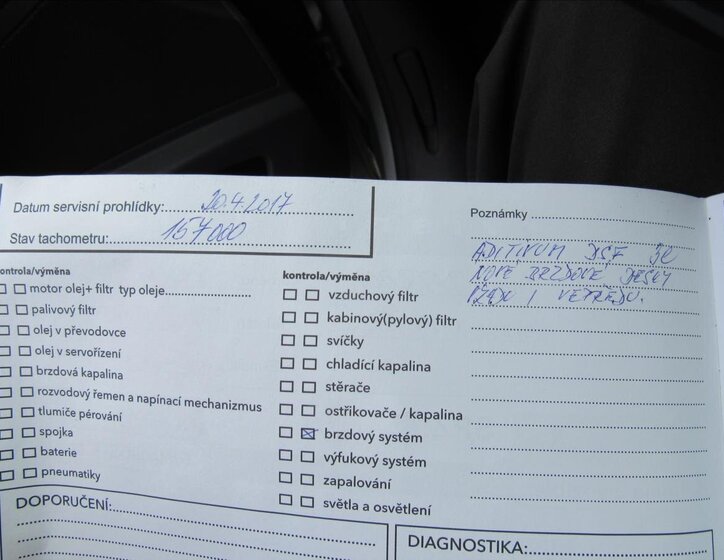 Datum servisní prohlídky: 20.4.2017
Stav tachometru: 167000
Poznámky
ADITIVUM
NOVÉ BRZDOVÉ DESKY
ontrola/výměna
motor olej+ filtr typ oleje
palivový filtr
olej v převodovce
olej v servořízení
brzdová kapalina
rozvodový řemen a napínací mechanizmus
tlumiče pérování
spojka
baterie
pneumatiky
kontrola/výměna
vzduchový filtr
kabinový(pylový) filtr
svíčky
chladící kapalina
stěrače
ostřikovače / kapalina
brzdový systém
výfukový systém
zapalování
světla a osvětlení
DOPORUČENÍ:
DIAGNOSTIKA: